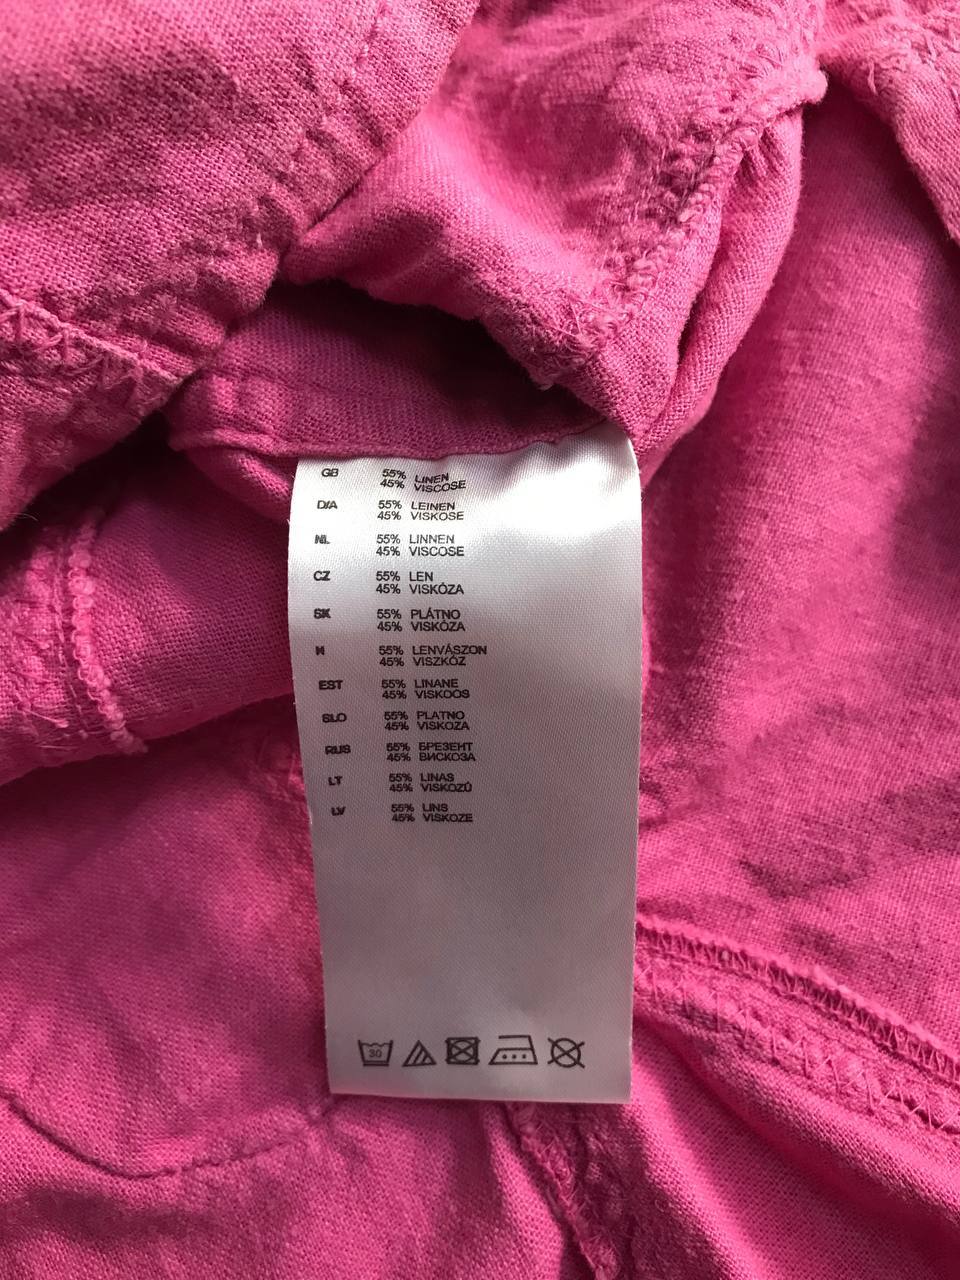 GB 55% LINEN
45% VISCOSE
D/A 55% LEINEN
45% VISKOSE
NL 55% LINNEN
45% VISCOSE
CZ 55% LEN
45% VISKÓZA
SK 55% PLÁTNO
45% VISKÓZA
H 55% LENVÁSZON
45% VISZKÓZ
EST 55% LINANE
45% VISKOOS
SLO 55% PLATNO
45% VISKOZA
RUS 55% БРЕЗЕНТ
45% ВИСКОЗА
LT 55% LINAS
45% VISKOZŪ
LV 55% LINS
45% VISKOZE
30